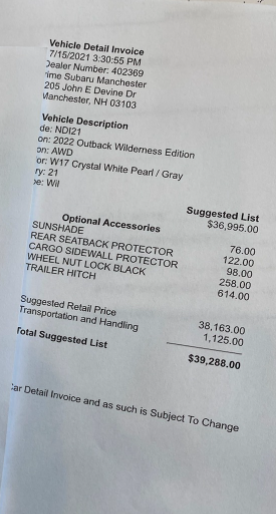 Vehicle Detail Invoice
7/15/2021 3:30:55 PM
Dealer Number: 402369
ime Subaru Manchester
205 John E Devine Dr
Manchester, NH 03103
Vehicle Description
de: NDI21
on: 2022 Outback Wilderness Edition
on: AWD
or: W17 Crystal White Pearl / Gray
ry: 21
be: Wil
Suggested List
$36,995.00
Optional Accessories
SUNSHADE 76.00
REAR SEATBACK PROTECTOR 122.00
CARGO SIDEWALL PROTECTOR 98.00
WHEEL NUT LOCK BLACK 258.00
TRAILER HITCH 614.00
Suggested Retail Price 38,163.00
Transportation and Handling 1,125.00
Total Suggested List $39,288.00
ar Detail Invoice and as such is Subject To Change